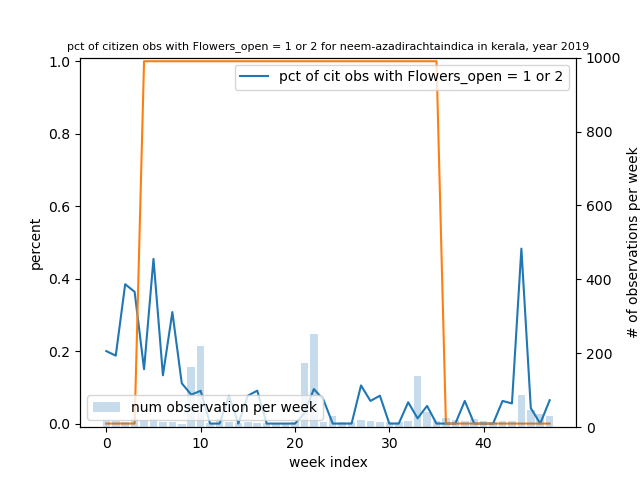 pct of citizen obs with Flowers_open = 1 or 2 for neem-azadirachtaindica in kerala, year 2019
pct of cit obs with Flowers_open = 1 or 2
1.0
0.8
0.6
0.4
0.2
0.0
percent
1000
800
600
400
200
0
# of observations per week
num observation per week
0
10
20
30
40
week index